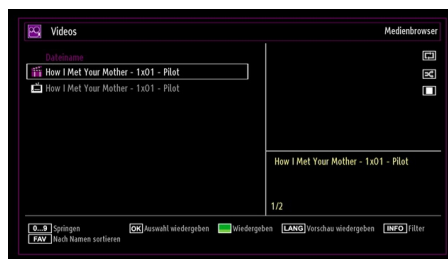 Videos
Medienbrowser
Dateiname
How I Met Your Mother - 1x01 - Pilot
How I Met Your Mother - 1x01 - Pilot
How I Met Your Mother - 1x01 - Pilot
1/2
0...9 Springen OK Auswahl wiedergeben Wiedergeben LANG Vorschau wiedergeben INFO Filter
FAV Nach Namen sortieren